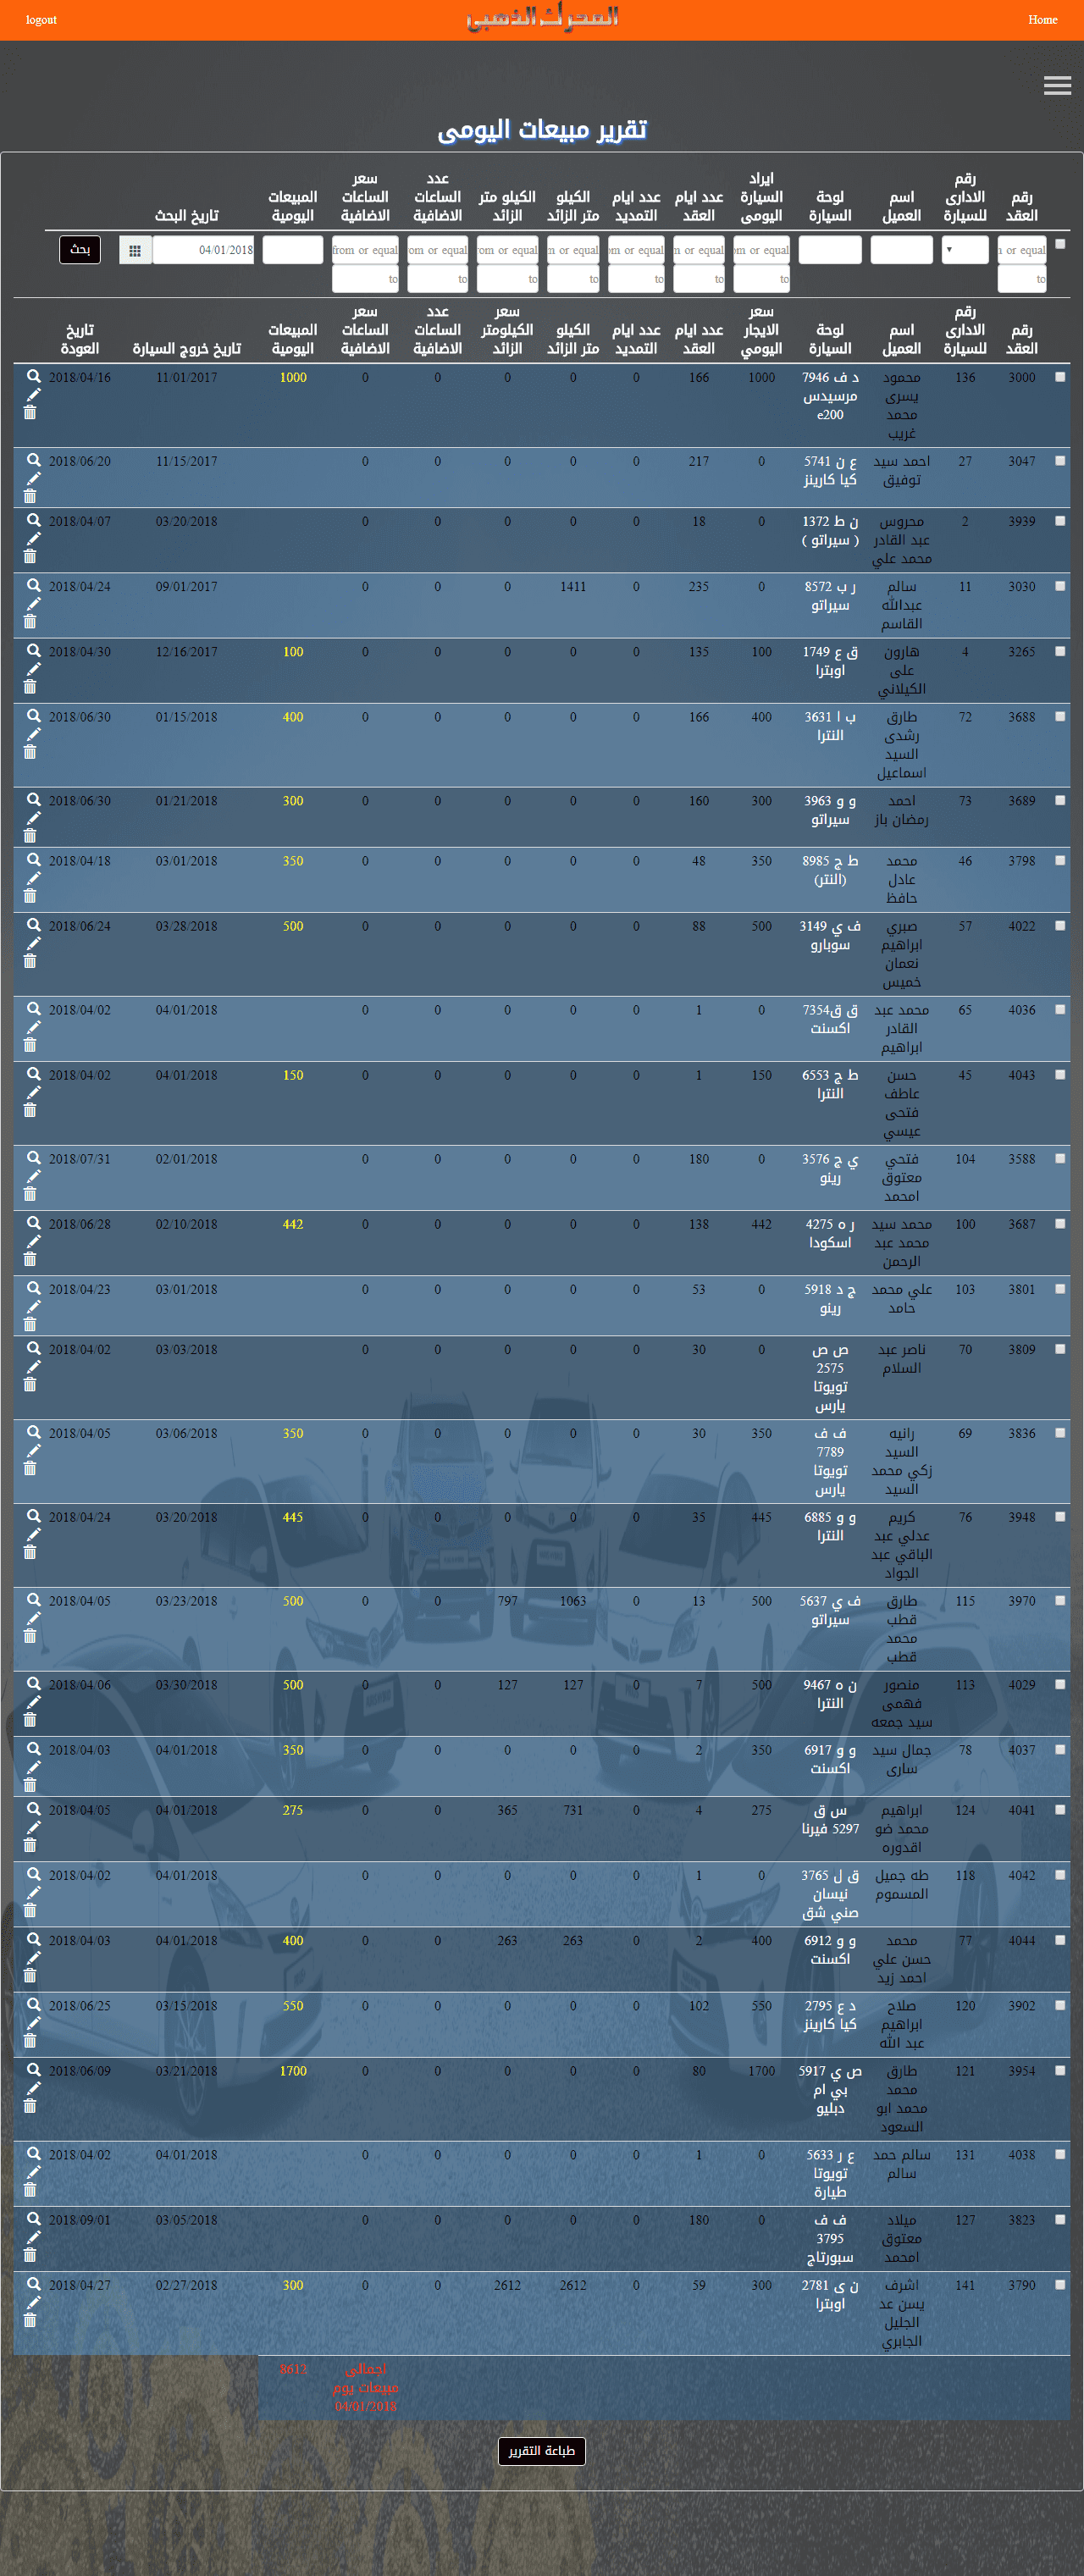 Home
المحرك الذهبى
logout
تقرير مبيعات اليومى
رقم العقد رقم الادارى للسيارة اسم العميل لوحة السيارة ايراد السيارة اليومى عدد ايام العقد عدد ايام التمديد الكيلو متر الزائد الكيلو متر الزائد عدد الساعات الاضافية سعر الساعات الاضافية المبيعات اليومية تاريخ البحث
from or equal 04/01/2018 بحث
to to to to to to to
رقم العقد رقم الادارى للسيارة اسم العميل لوحة السيارة سعر الايجار اليومي عدد ايام العقد عدد ايام التمديد الكيلو متر الزائد سعر الكيلومتر الزائد عدد الساعات الاضافية سعر الساعات الاضافية المبيعات اليومية تاريخ خروج السيارة تاريخ العودة
3000 136 محمود يسرى محمد غريب د ف 7946 مرسيدس e200 1000 166 0 0 0 0 0 1000 11/01/2017 2018/04/16
3047 27 احمد سيد توفيق ع ن 5741 كيا كارينز 0 217 0 0 0 0 0 11/15/2017 2018/06/20
3939 2 محروس عبد القادر محمد علي ن ط 1372 ( سيراتو ) 0 18 0 0 0 0 0 03/20/2018 2018/04/07
3030 11 سالم عبدالله القاسم ر ب 8572 سيراتو 0 235 0 1411 0 0 0 09/01/2017 2018/04/24
3265 4 هارون على الكيلاني ق ع 1749 اوبترا 100 135 0 0 0 0 0 100 12/16/2017 2018/04/30
3688 72 طارق رشدى السيد اسماعيل ب ا 3631 النترا 400 166 0 0 0 0 0 400 01/15/2018 2018/06/30
3689 73 احمد رمضان باز و و 3963 سيراتو 300 160 0 0 0 0 0 300 01/21/2018 2018/06/30
3798 46 محمد عادل حافظ ط ج 8985 (النتر) 350 48 0 0 0 0 0 350 03/01/2018 2018/04/18
4022 57 صبري ابراهيم نعمان خميس ف ي 3149 سوبارو 500 88 0 0 0 0 0 500 03/28/2018 2018/06/24
4036 65 محمد عبد القادر ابراهيم ق ق7354 اكسنت 0 1 0 0 0 0 0 04/01/2018 2018/04/02
4043 45 حسن عاطف فتحى عيسي ط ج 6553 النترا 150 1 0 0 0 0 0 150 04/01/2018 2018/04/02
3588 104 فتحي معتوق امحمد ي ج 3576 رينو 0 180 0 0 0 0 0 02/01/2018 2018/07/31
3687 100 محمد سيد محمد عبد الرحمن ر ه 4275 اسكودا 442 138 0 0 0 0 0 442 02/10/2018 2018/06/28
3801 103 علي محمد حامد ج د 5918 رينو 0 53 0 0 0 0 0 03/01/2018 2018/04/23
3809 70 ناصر عبد السلام ص ص 2575 تويوتا يارس 0 30 0 0 0 0 0 03/03/2018 2018/04/02
3836 69 رانيه السيد زكي محمد السيد ف ف 7789 تويوتا يارس 350 30 0 0 0 0 0 350 03/06/2018 2018/04/05
3948 76 كريم عدلي عبد الباقي عبد الجواد و و 6885 النترا 445 35 0 0 0 0 0 445 03/20/2018 2018/04/24
3970 115 طارق قطب محمد قطب ف ي 5637 سيراتو 500 13 0 1063 797 0 0 500 03/23/2018 2018/04/05
4029 113 منصور فهمى سيد جمعه ن ه 9467 النترا 500 7 0 127 127 0 0 500 03/30/2018 2018/04/06
4037 78 جمال سيد سارى و و 6917 اكسنت 350 2 0 0 0 0 0 350 04/01/2018 2018/04/03
4041 124 ابراهيم محمد ضو اقدوره س ق 5297 فيرنا 275 4 0 731 365 0 0 275 04/01/2018 2018/04/05
4042 118 طه جميل المسموم ق ل 3765 نيسان صني شق 0 1 0 0 0 0 0 04/01/2018 2018/04/02
4044 77 محمد حسن علي احمد زيد و و 6912 اكسنت 400 2 0 263 263 0 0 400 04/01/2018 2018/04/03
3902 120 صلاح ابراهيم عبد الله د ع 2795 كيا كارينز 550 102 0 0 0 0 0 550 03/15/2018 2018/06/25
3954 121 طارق محمد محمد ابو السعود ص ي 5917 بي ام دبليو 1700 80 0 0 0 0 0 1700 03/21/2018 2018/06/09
4038 131 سالم حمد سالم ع ر 5633 تويوتا طيارة 0 1 0 0 0 0 0 04/01/2018 2018/04/02
3823 127 ميلاد معتوق امحمد ف ف 3795 سبورتاج 0 180 0 0 0 0 0 03/05/2018 2018/09/01
3790 141 اشرف يسن عد الجليل الجابري ن ى 2781 اوبترا 300 59 0 2612 2612 0 0 300 02/27/2018 2018/04/27
اجمالى مبيعات يوم 04/01/2018 8612
طباعة التقرير